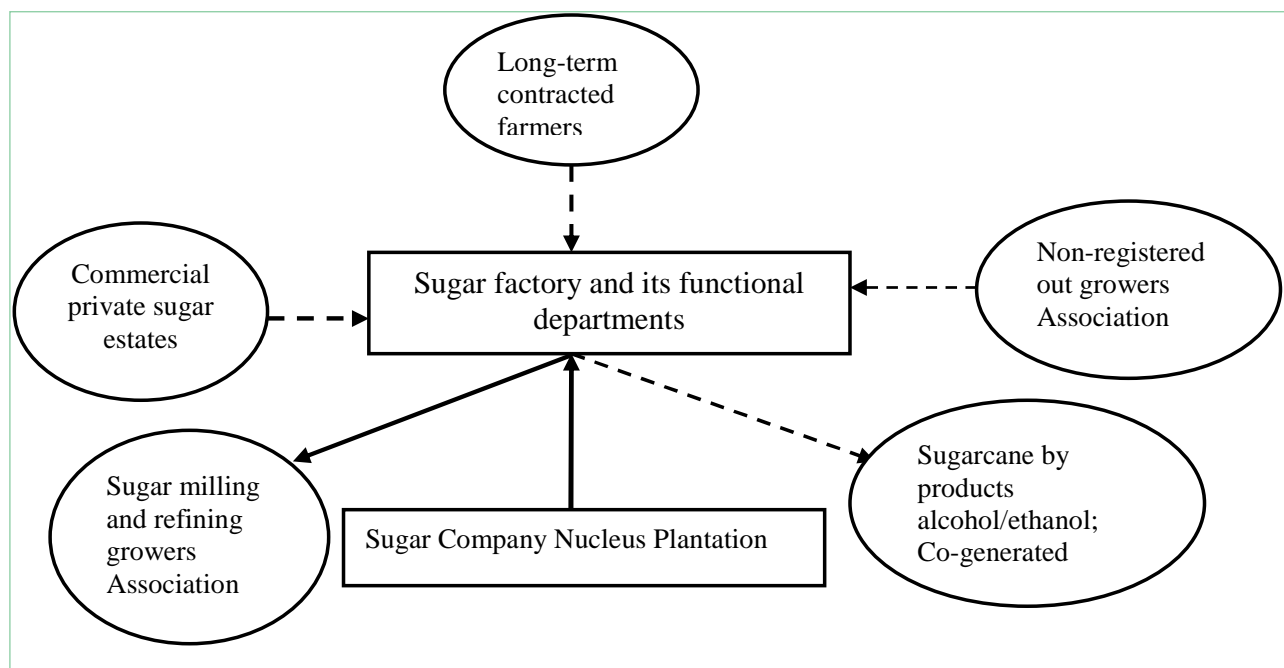 Long-term
contracted
farmers
Commercial
private sugar
estates
Sugar factory and its functional
departments
Non-registered
out growers
Association
Sugar milling
and refining
growers
Association
Sugar Company Nucleus Plantation
Sugarcane by
products
alcohol/ethanol;
Co-generated